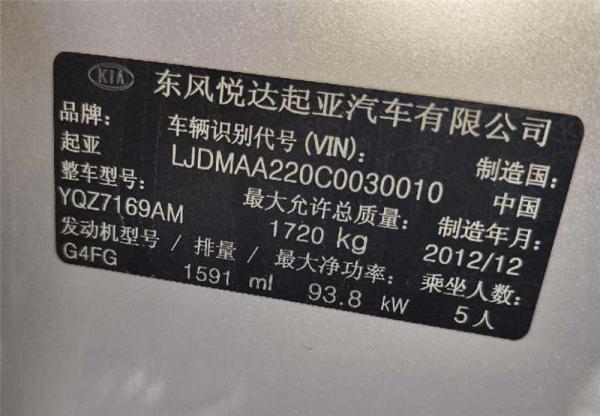 KIA 东风悦达起亚汽车有限公司
品牌: 车辆识别代号(VIN): 制造国:
起亚 LJDMAA220C0030010 中国
整车型号: 最大允许总质量: 制造年月:
YQZ7169AM 1720 kg 2012/12
发动机型号/排量/最大净功率: 乘坐人数:
G4FG 1591 ml 93.8 kW 5人